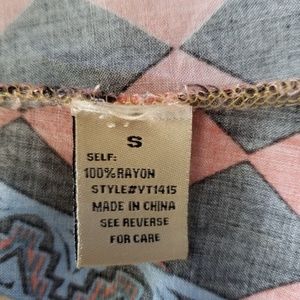 S
SELF:
100%RAYON
STYLE#YT1415
MADE IN CHINA
SEE REVERSE
FOR CARE